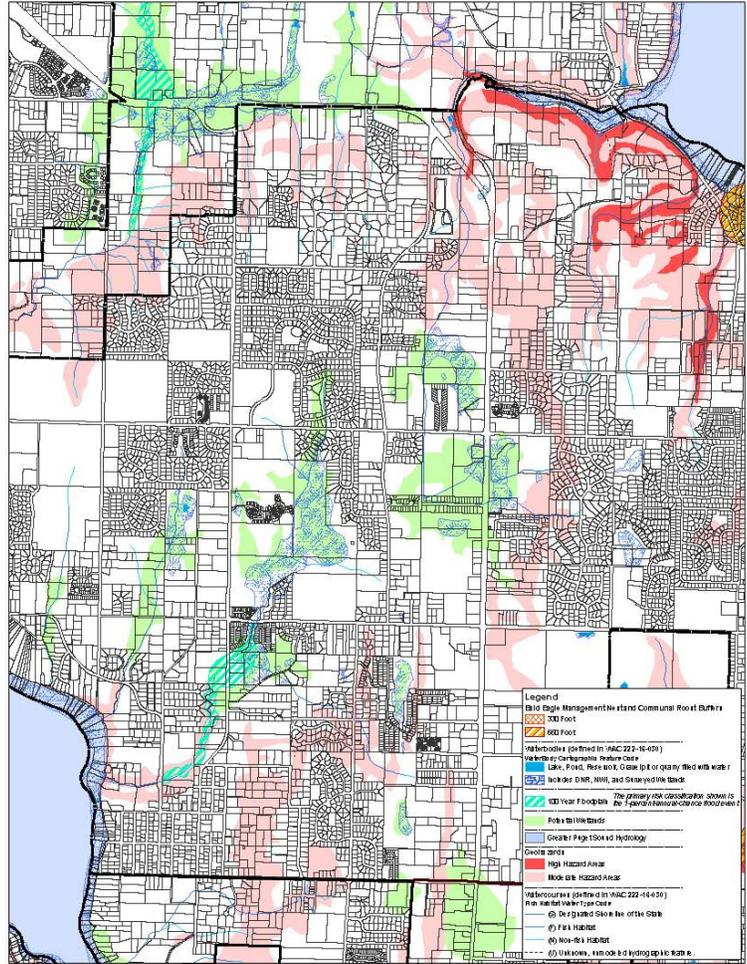 Legend
Bald Eagle Management Nest and Communal Roost Buffers
330 Foot
660 Foot
Waterbodies (defined in WAC 222-16-030)
WaterBody Cartographic Feature Code
Lake, Pond, Reservoir, Gravel pit or quarry filled with water
Includes DNR, NWI, and Surveyed Wetlands
100 Year Floodplain
The primary risk classification shown is
the 1-percent-annual-chance flood event
Potential Wetlands
Greater Puget Sound Hydrology
Geohazards
High Hazard Areas
Moderate Hazard Areas
Watercourses (defined in WAC 222-16-030)
Fish Habitat Water Type Code
(S) Designated Shoreline of the State
(F) Fish Habitat
(N) Non-fish Habitat
(U) Unknown, unmodeled hydrographic feature.